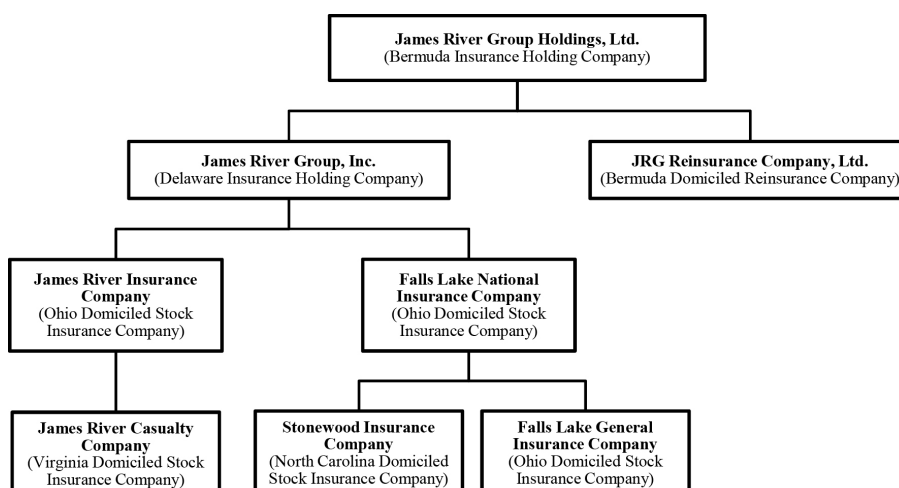 James River Group Holdings, Ltd.
(Bermuda Insurance Holding Company)
James River Group, Inc.
(Delaware Insurance Holding Company)
JRG Reinsurance Company, Ltd.
(Bermuda Domiciled Reinsurance Company)
James River Insurance
Company
(Ohio Domiciled Stock
Insurance Company)
Falls Lake National
Insurance Company
(Ohio Domiciled Stock
Insurance Company)
James River Casualty
Company
(Virginia Domiciled Stock
Insurance Company)
Stonewood Insurance
Company
(North Carolina Domiciled
Stock Insurance Company)
Falls Lake General
Insurance Company
(Ohio Domiciled Stock
Insurance Company)